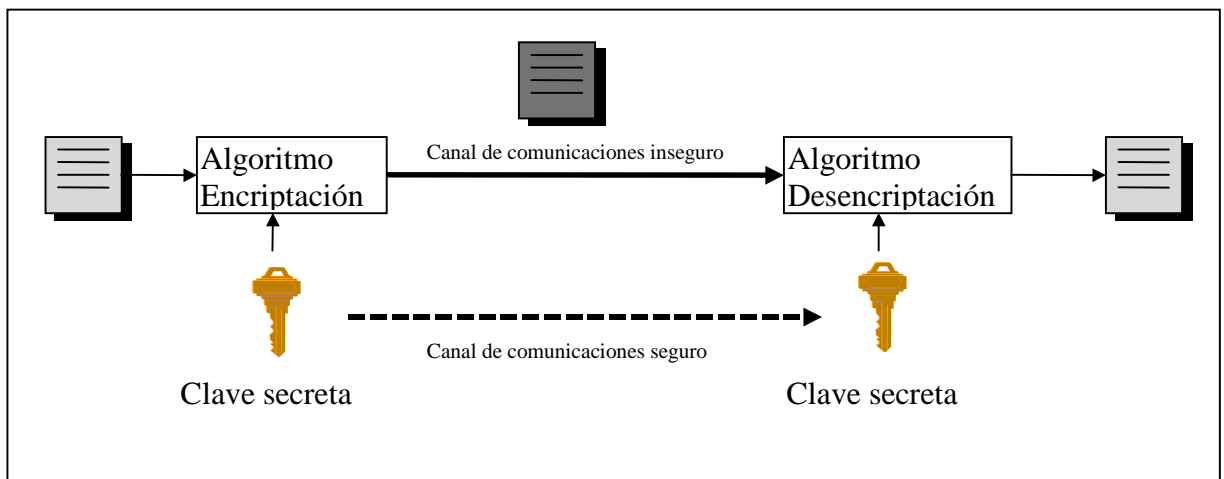 Algoritmo
Encriptación
Canal de comunicaciones inseguro
Algoritmo
Desencriptación
Canal de comunicaciones seguro
Clave secreta
Clave secreta